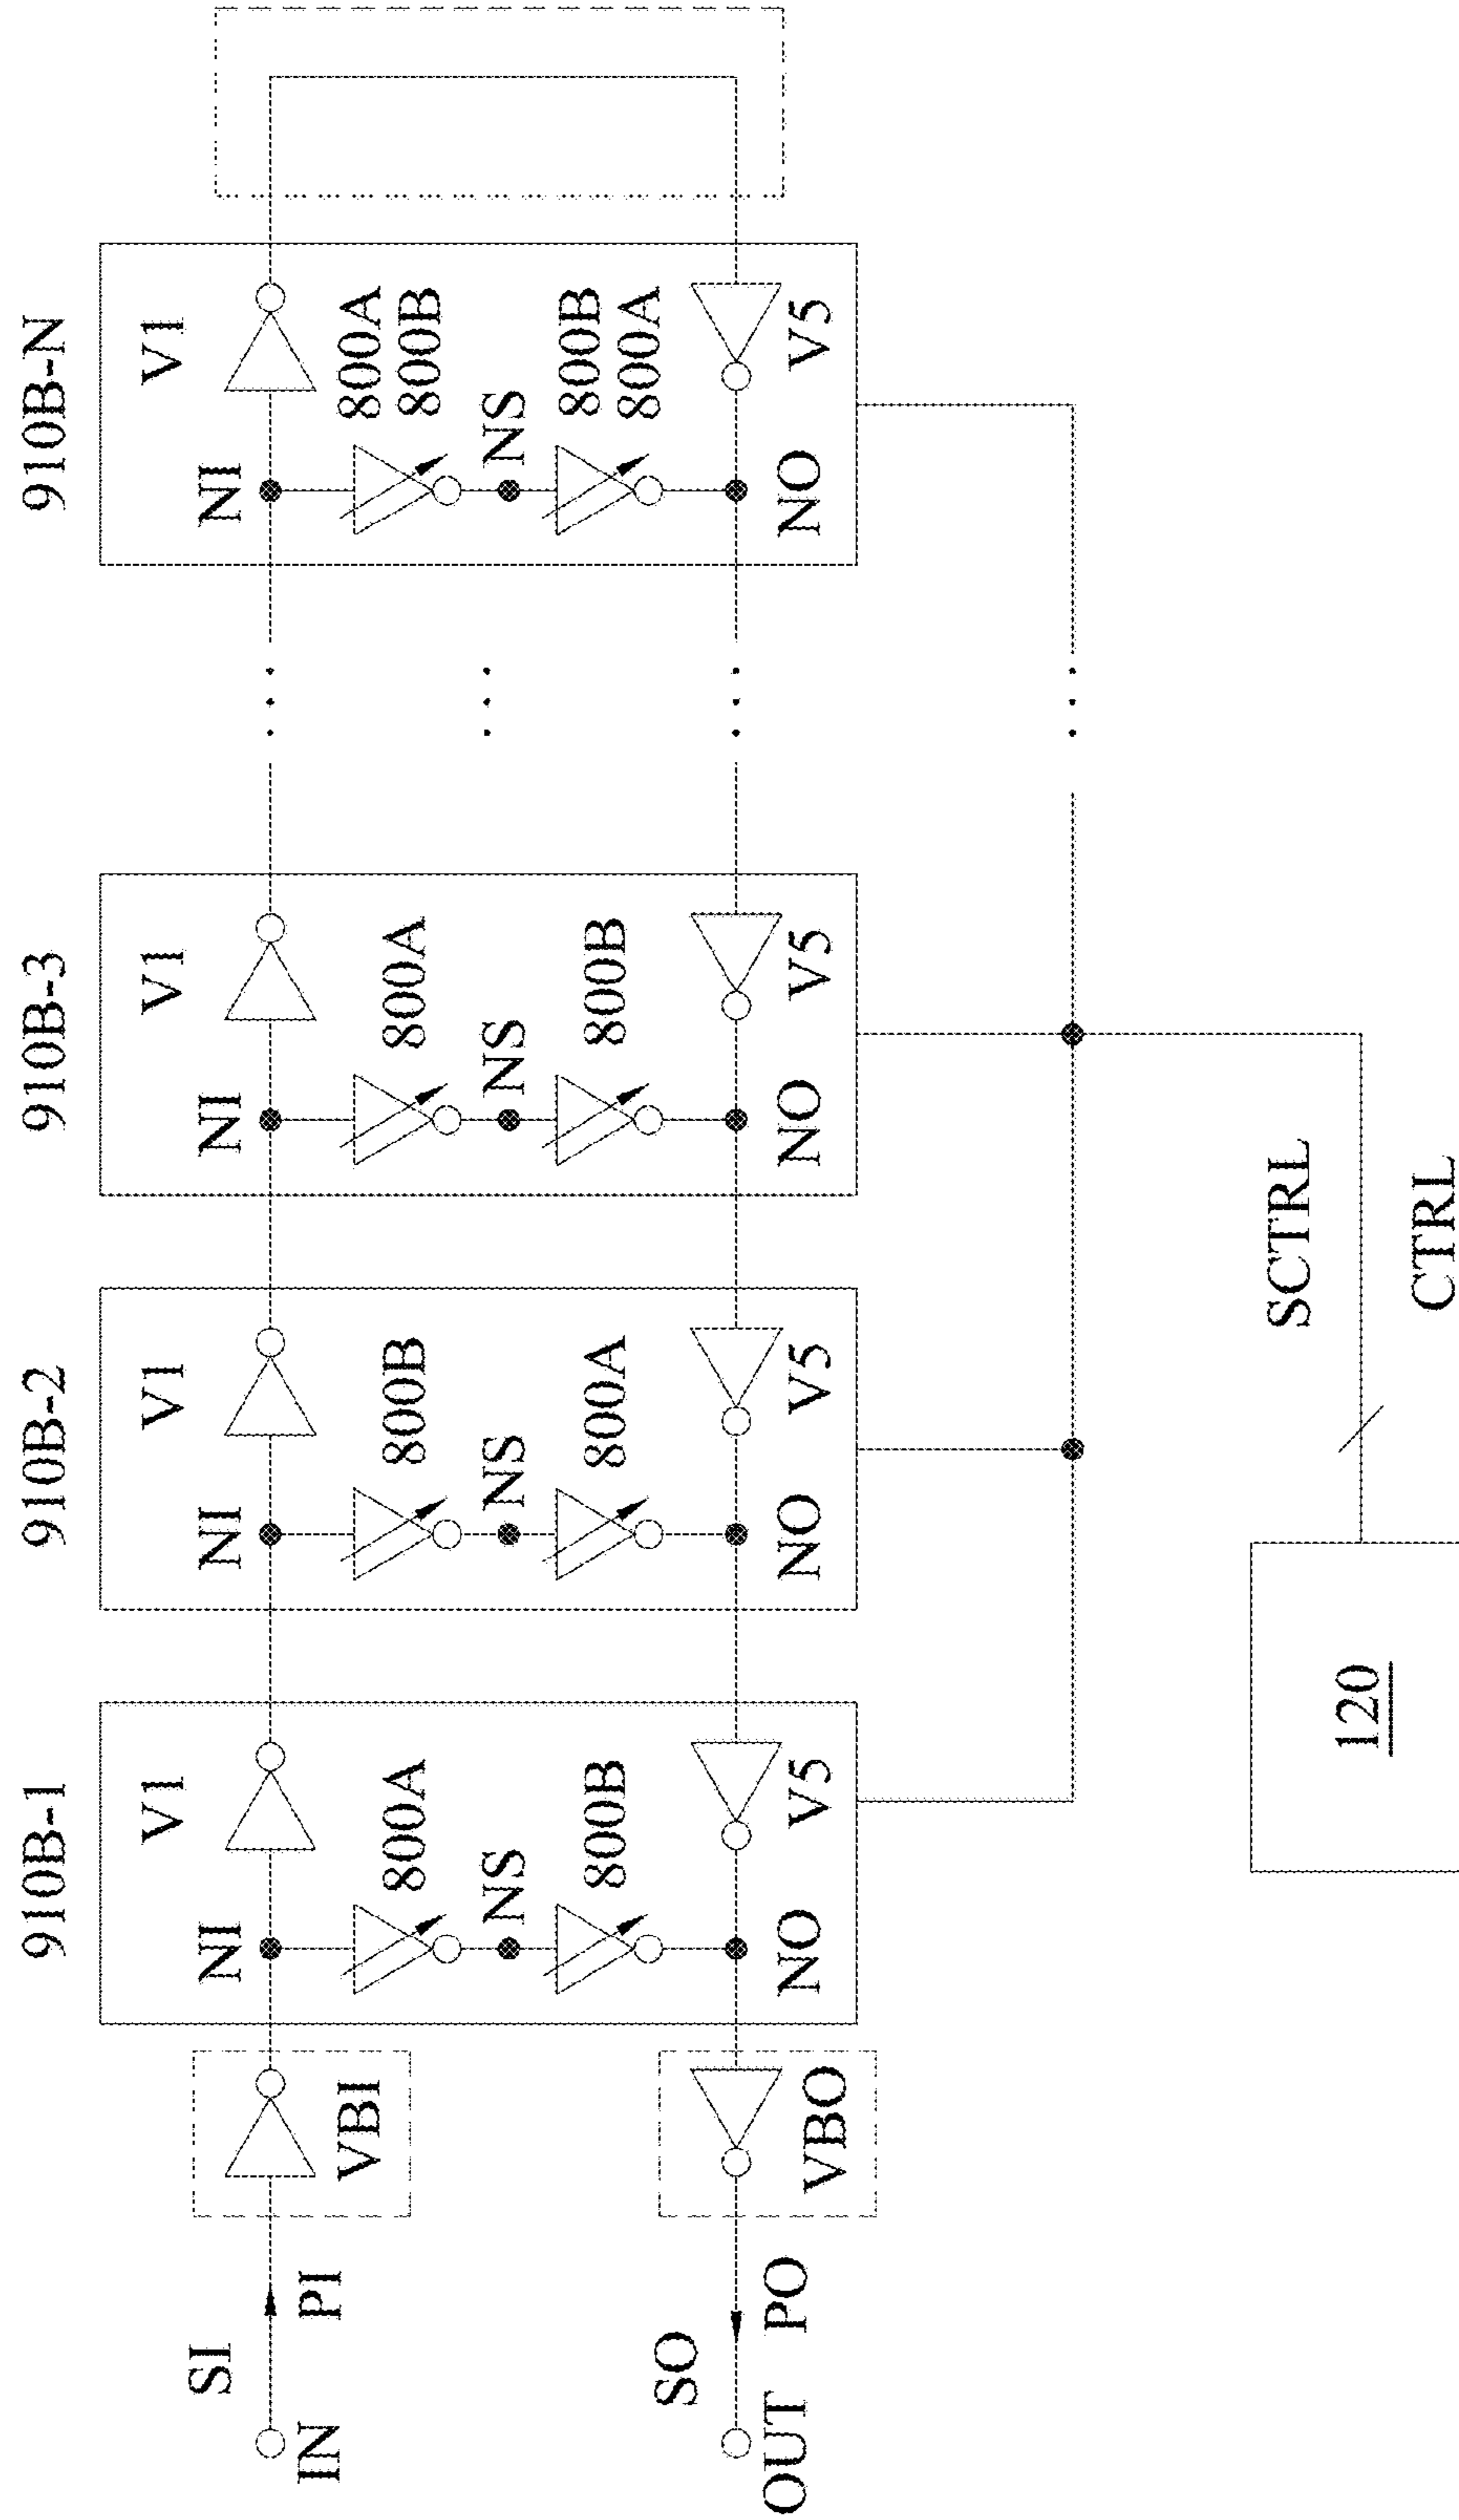 910B-1
910B-2
910B-3
910B-N
V1
V1
V1
V1
NI
NI
NI
NI
800A
800B
800A
800A
800B
SI
IN
PI
VBI
NS
NS
NS
NS
800B
800A
800B
800B
800A
SO
OUT
PO
VBO
NO
V5
NO
V5
NO
V5
NO
V5
. . .
. . .
. . .
. . .
SCTRL
CTRL
120